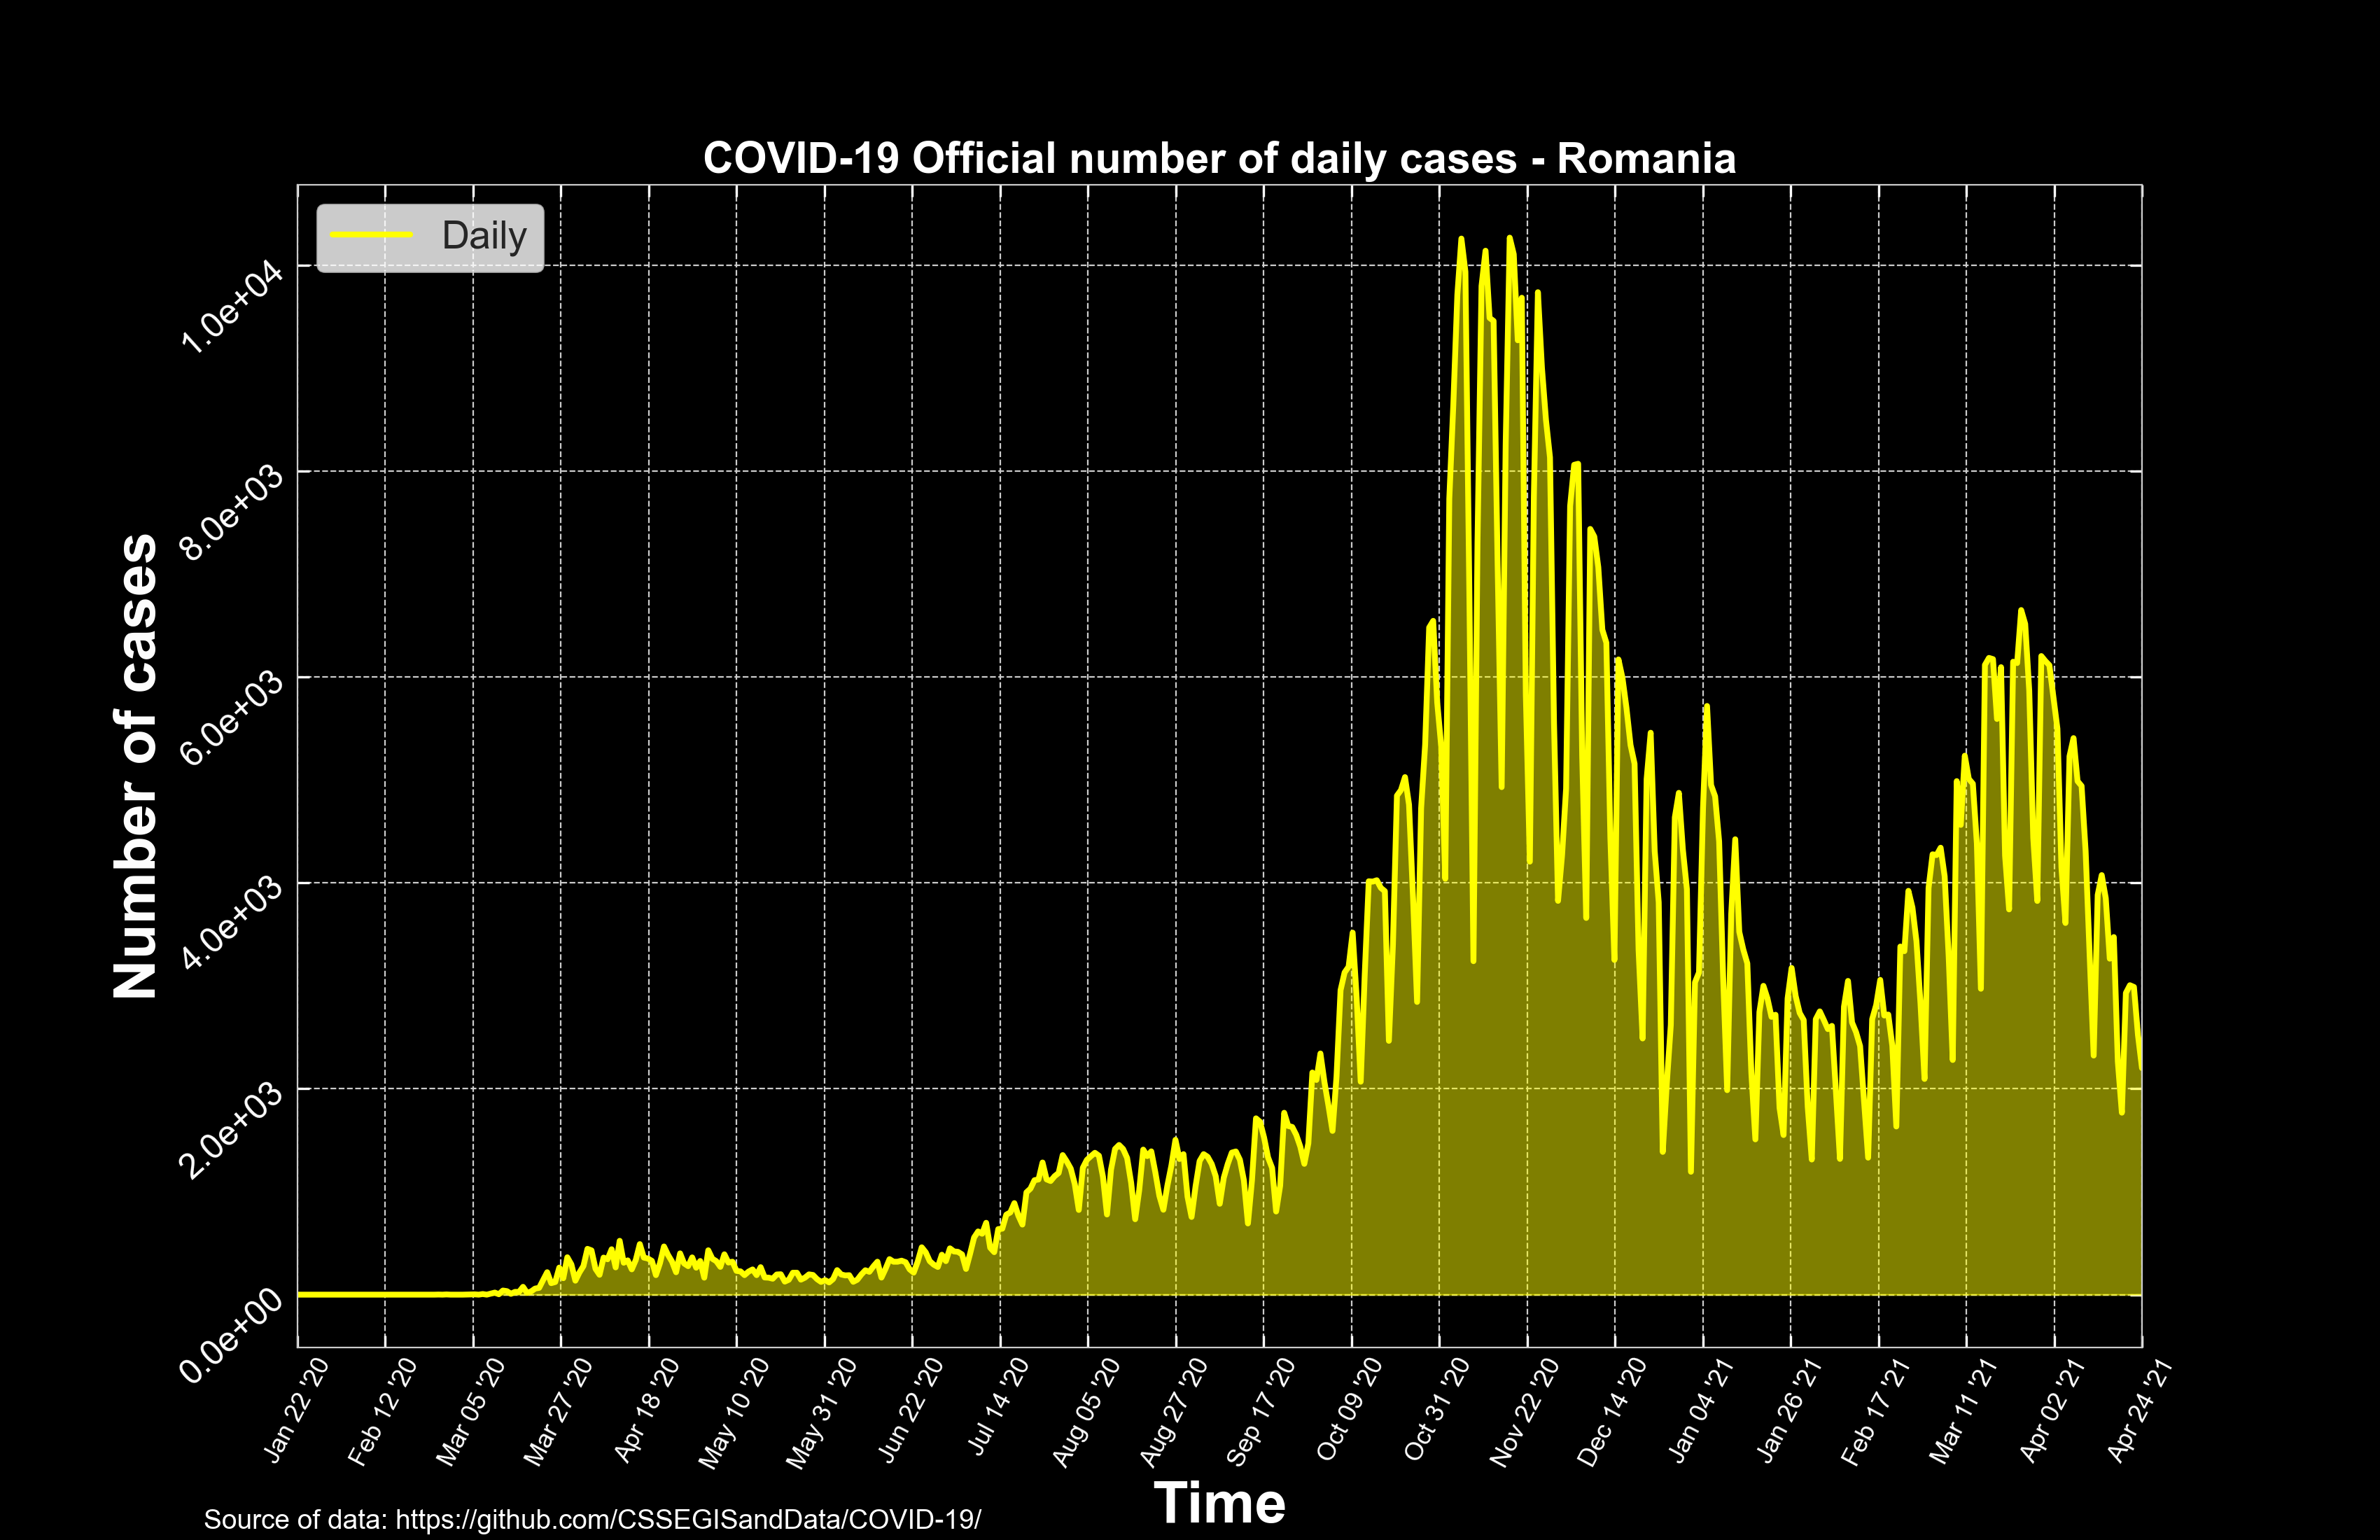 COVID-19 Official number of daily cases - Romania
Daily
Number of cases
1.0e+04
8.0e+03
6.0e+03
4.0e+03
2.0e+03
0.0e+00
Jan 22 '20
Feb 12 '20
Mar 05 '20
Mar 27 '20
Apr 18 '20
May 10 '20
May 31 '20
Jun 22 '20
Jul 14 '20
Aug 05 '20
Aug 27 '20
Sep 17 '20
Oct 09 '20
Oct 31 '20
Nov 22 '20
Dec 14 '20
Jan 04 '21
Jan 26 '21
Feb 17 '21
Mar 11 '21
Apr 02 '21
Apr 24 '21
Time
Source of data: https://github.com/CSSEGISandData/COVID-19/